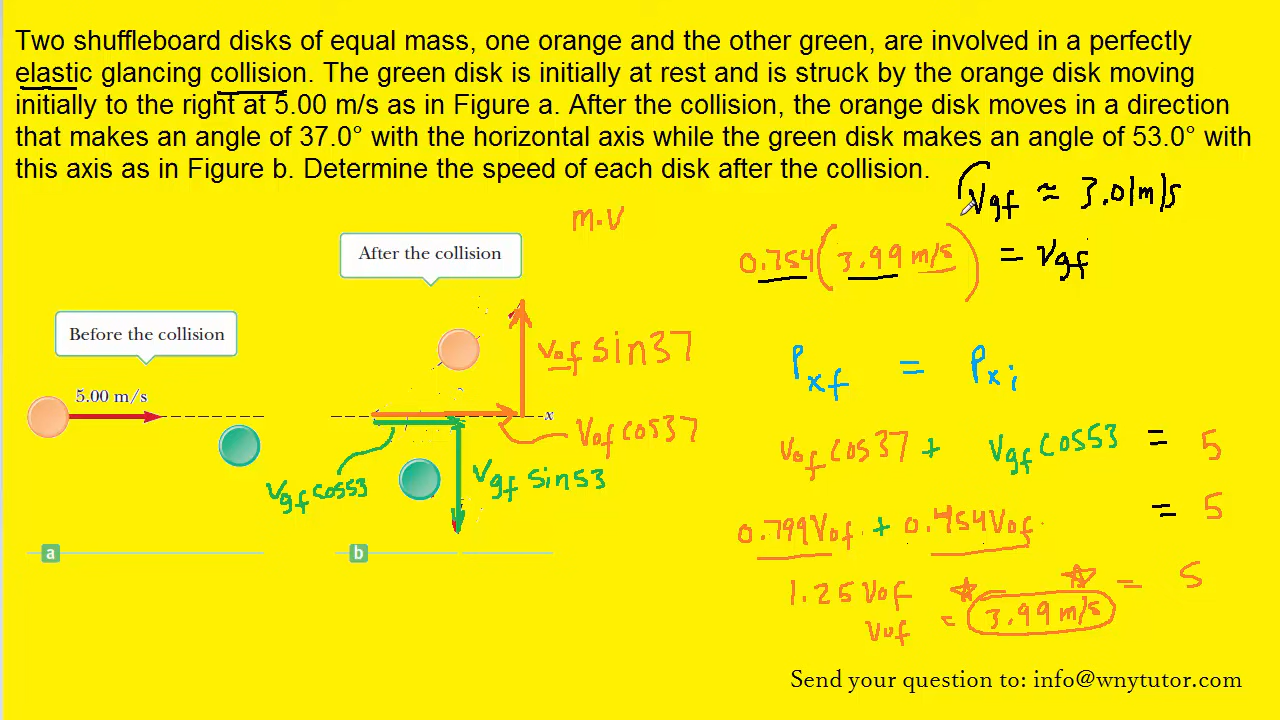 Two shuffleboard disks of equal mass, one orange and the other green, are involved in a perfectly
elastic glancing collision. The green disk is initially at rest and is struck by the orange disk moving
initially to the right at 5.00 m/s as in Figure a. After the collision, the orange disk moves in a direction
that makes an angle of 37.0° with the horizontal axis while the green disk makes an angle of 53.0° with
this axis as in Figure b. Determine the speed of each disk after the collision.
Vgf ≈ 3.01m/s
m.v
0.754(3.99 m/s) = Vgf
After the collision
Before the collision
5.00 m/s
Vof sin37
x
Vof cos37
Vgf cos53
Vgf sin53
a
b
Pxf = Pxi
Vof cos37 + Vgf cos53 = 5
0.799Vof + 0.454Vof = 5
1.25 Vof = 5
Vof = 3.99 m/s
Send your question to: info@wnytutor.com